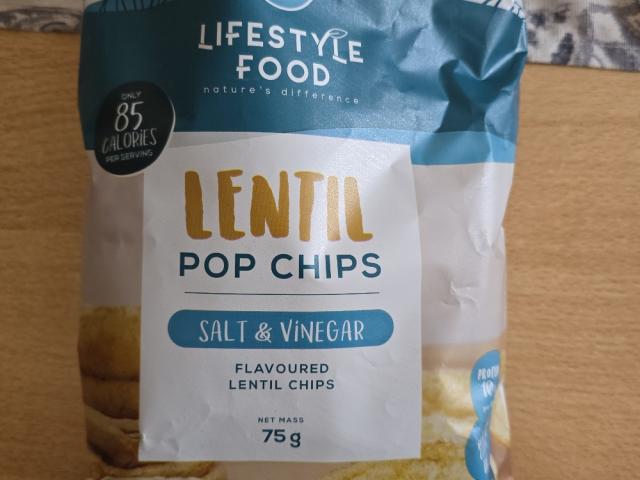 LIFESTYLE
FOOD
nature's difference
ONLY
85
CALORIES
PER SERVING
LENTIL
POP CHIPS
SALT & ViNEGAR
FLAVOURED
LENTIL CHIPS
NET MASS
75g